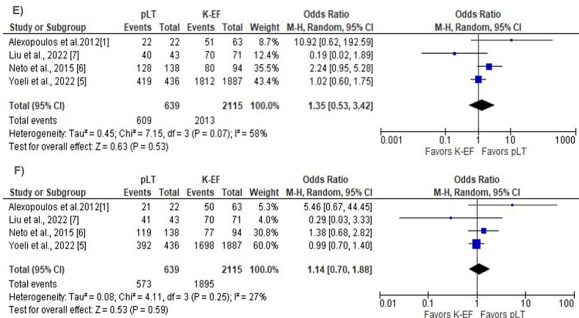 E)
pLT K-EF Odds Ratio Odds Ratio
Study or Subgroup Events Total Events Total Weight M-H, Random, 95% CI M-H, Random, 95% CI
Alexopoulos et al.2012[1] 22 22 51 63 8.7% 10.92 [0.62, 192.59]
Liu et al., 2022 [7] 40 43 70 71 12.4% 0.19 [0.02, 1.89]
Neto et al., 2015 [6] 128 138 80 94 35.5% 2.24 [0.95, 5.28]
Yoeli et al., 2022 [5] 419 436 1812 1887 43.5% 1.02 [0.60, 1.75]
Total (95% CI) 639 2115 100.0% 1.35 [0.53, 3.42]
Total events 609 2013
Heterogeneity: Tau² = 0.45; Chi² = 7.15, df = 3 (P = 0.07); I² = 58%
Test for overall effect: Z = 0.63 (P = 0.53)
0.001 0.1 1 10 1000
Favors K-EF Favors pLT
F)
pLT K-EF Odds Ratio Odds Ratio
Study or Subgroup Events Total Events Total Weight M-H, Random, 95% CI M-H, Random, 95% CI
Alexopoulos et al.2012[1] 21 22 50 63 5.3% 5.46 [0.67, 44.45]
Liu et al., 2022 [7] 41 43 70 71 4.0% 0.29 [0.03, 3.33]
Neto et al., 2015 [6] 119 138 77 94 30.8% 1.38 [0.68, 2.82]
Yoeli et al., 2022 [5] 392 436 1698 1887 60.0% 0.99 [0.70, 1.40]
Total (95% CI) 639 2115 100.0% 1.14 [0.70, 1.88]
Total events 573 1895
Heterogeneity: Tau² = 0.08; Chi² = 4.11, df = 3 (P = 0.25); I² = 27%
Test for overall effect: Z = 0.53 (P = 0.59)
0.01 0.1 1 10 100
Favors K-EF Favors pLT